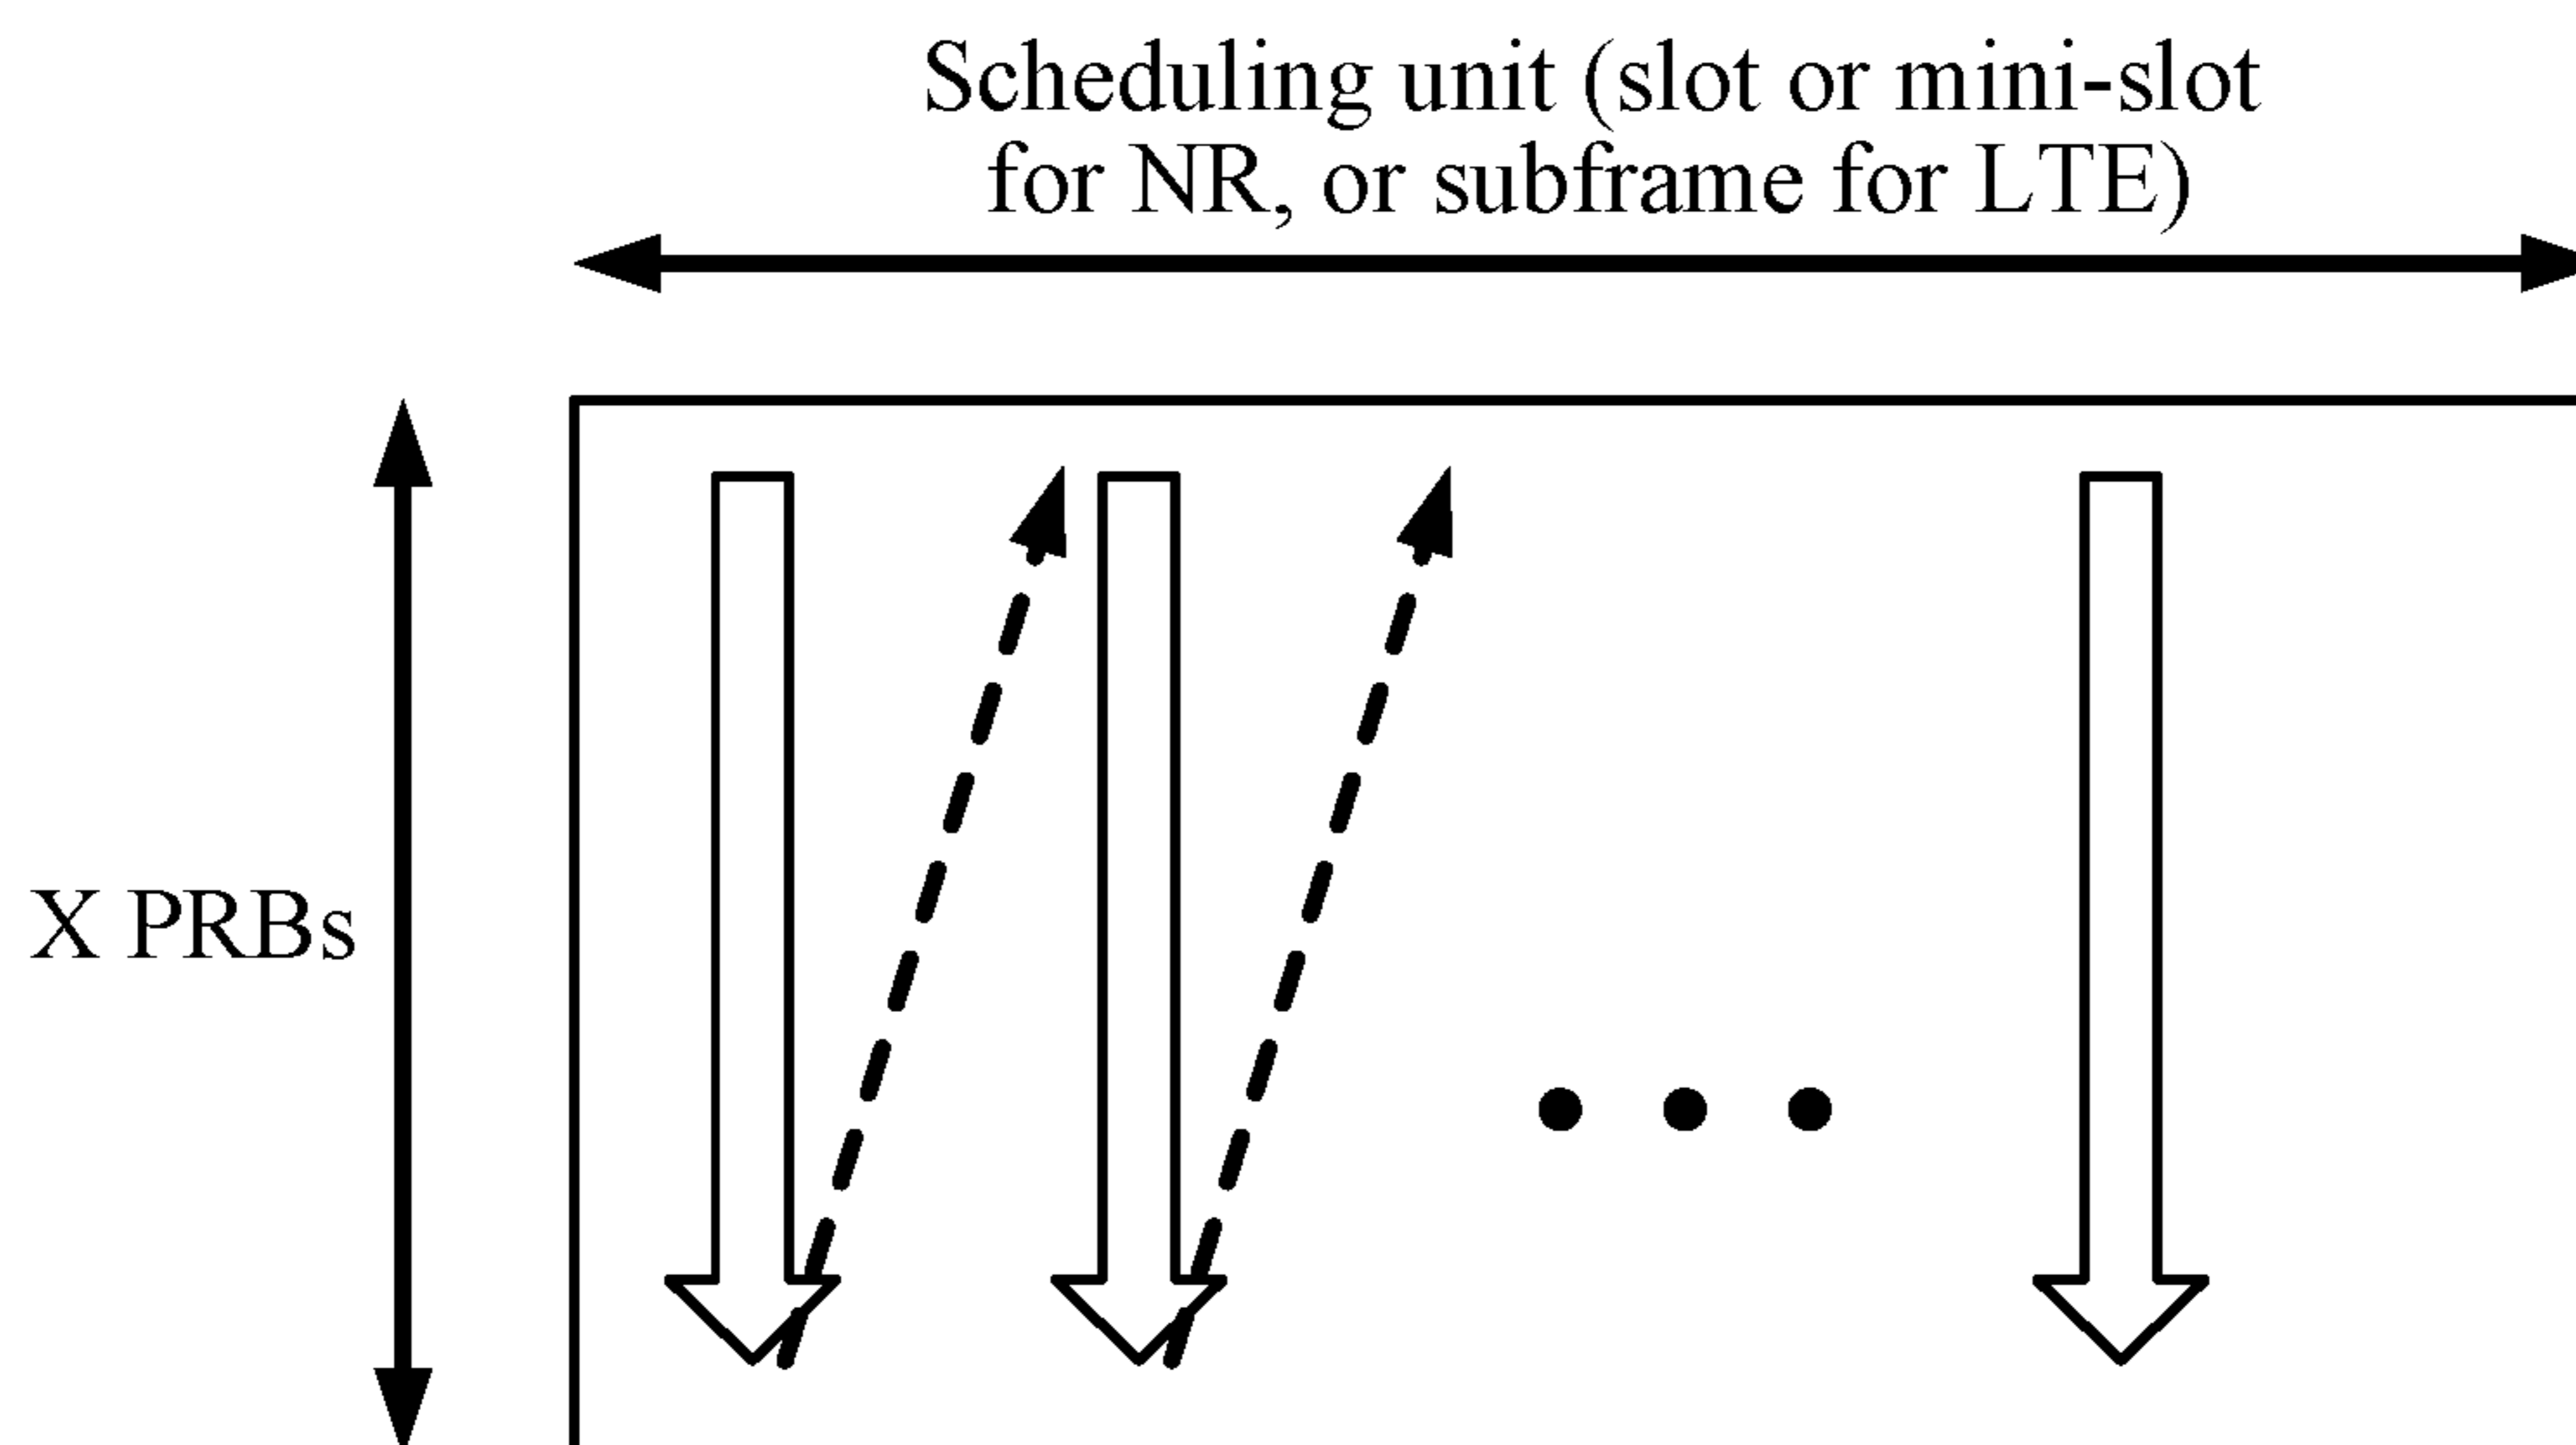 Scheduling unit (slot or mini-slot
for NR, or subframe for LTE)
X PRBs